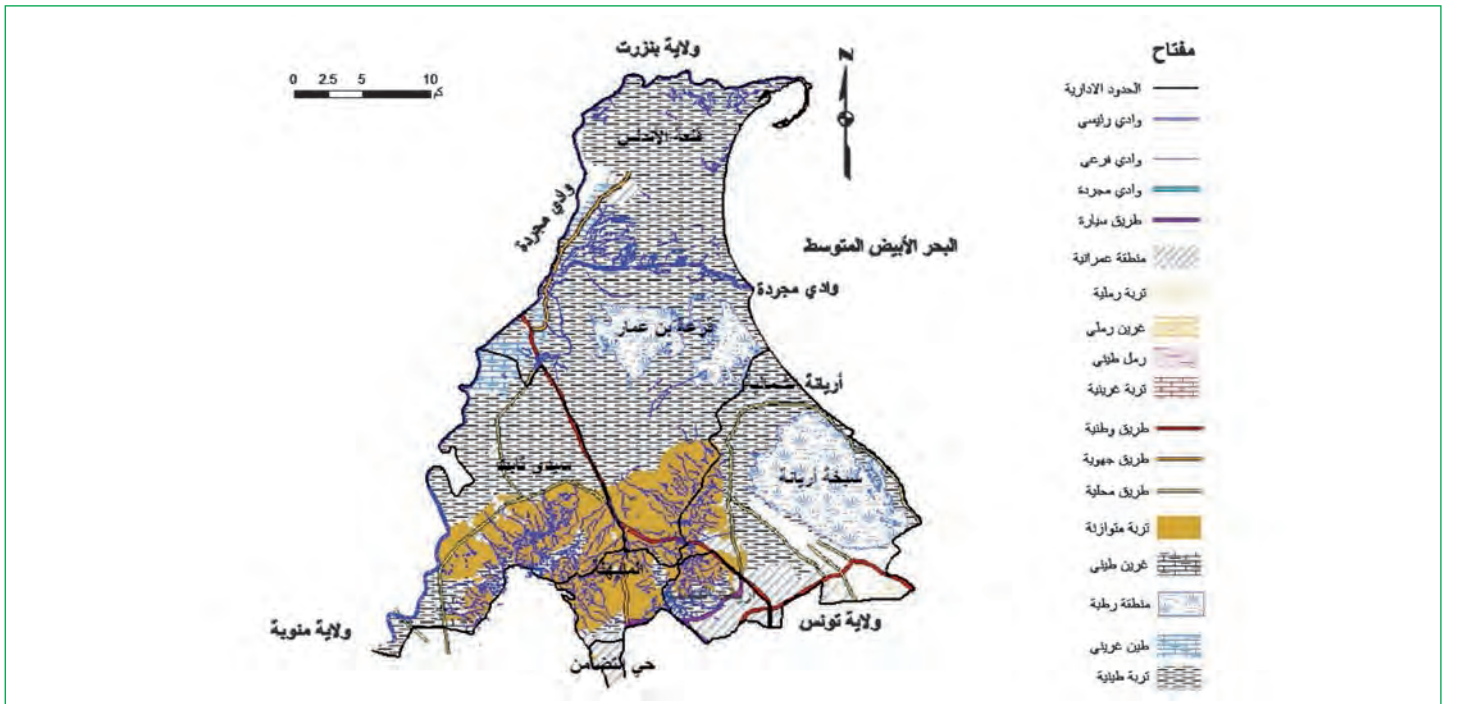 ولاية بنزرت
0 2.5 5 10
كم
N
قلعة الأندلس
وادي مجردة
البحر الأبيض المتوسط
وادي مجردة
قرعة بن عمار
أريانة الشمالية
سيدي ثابت
سبخة أريانة
ولاية تونس
ولاية منوبة
حي التضامن
مفتاح
الحدود الادارية
وادي رئيسي
وادي فرعي
وادي مجردة
طريق سيارة
منطقة عمرانية
تربة رملية
غرين رملي
رمل طيني
تربة غرينية
طريق وطنية
طريق جهوية
طريق محلية
تربة متوازنة
غرين طيني
منطقة رطبة
طين غريني
تربة طينية